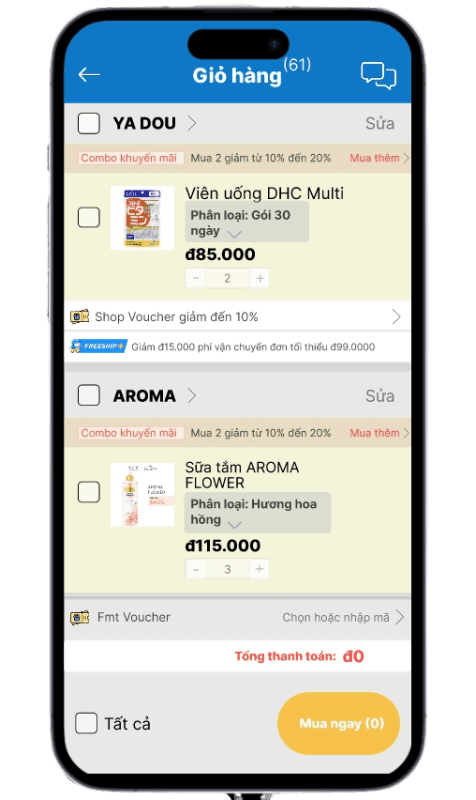 Giỏ hàng (61)
YA DOU
Sửa
Combo khuyến mãi Mua 2 giảm từ 10% đến 20% Mua thêm
Viên uống DHC Multi
Phân loại: Gói 30
ngày
đ85.000
- 2 +
Shop Voucher giảm đến 10%
FREESHIP+ Giảm đ15.000 phí vận chuyển đơn tối thiểu đ99.0000
AROMA
Sửa
Combo khuyến mãi Mua 2 giảm từ 10% đến 20% Mua thêm
Sữa tắm AROMA
FLOWER
AROMA
FLOWER
Phân loại: Hương hoa
hồng
đ115.000
- 3 +
Fmt Voucher Chọn hoặc nhập mã
Tổng thanh toán: đ0
Tất cả
Mua ngay (0)